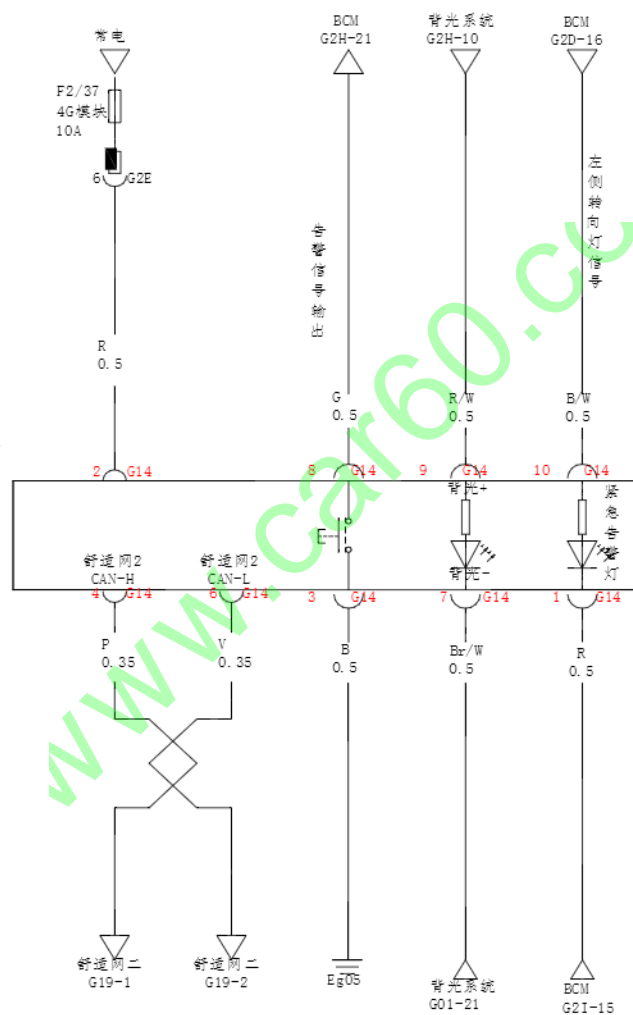 常电
BCM
G2H-21
背光系统
G2H-10
BCM
G2D-16
F2/37
4G模块
10A
6
G2E
告警信号输出
左侧转向灯信号
R
0.5
G
0.5
R/W
0.5
B/W
0.5
2
G14
8
G14
9
G14
10
G14
背光+
紧急告警灯
舒适网2
CAN-H
舒适网2
CAN-L
背光-
4
G14
6
G14
3
G14
7
G14
1
G14
P
0.35
V
0.35
B
0.5
Br/W
0.5
R
0.5
舒适网二
G19-1
舒适网二
G19-2
Eg05
背光系统
G01-21
BCM
G2I-15
www.car60.co